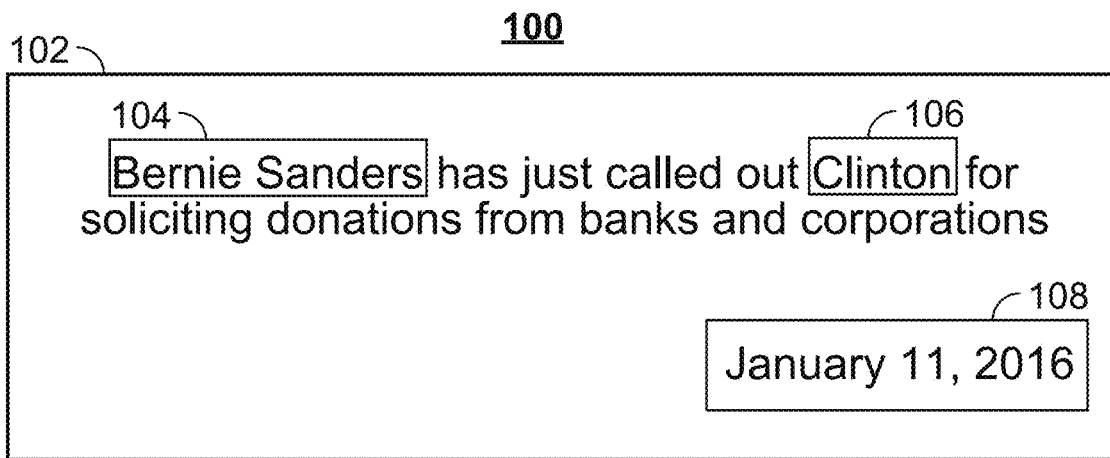 100
102
104
106
Bernie Sanders has just called out Clinton for
soliciting donations from banks and corporations
108
January 11, 2016